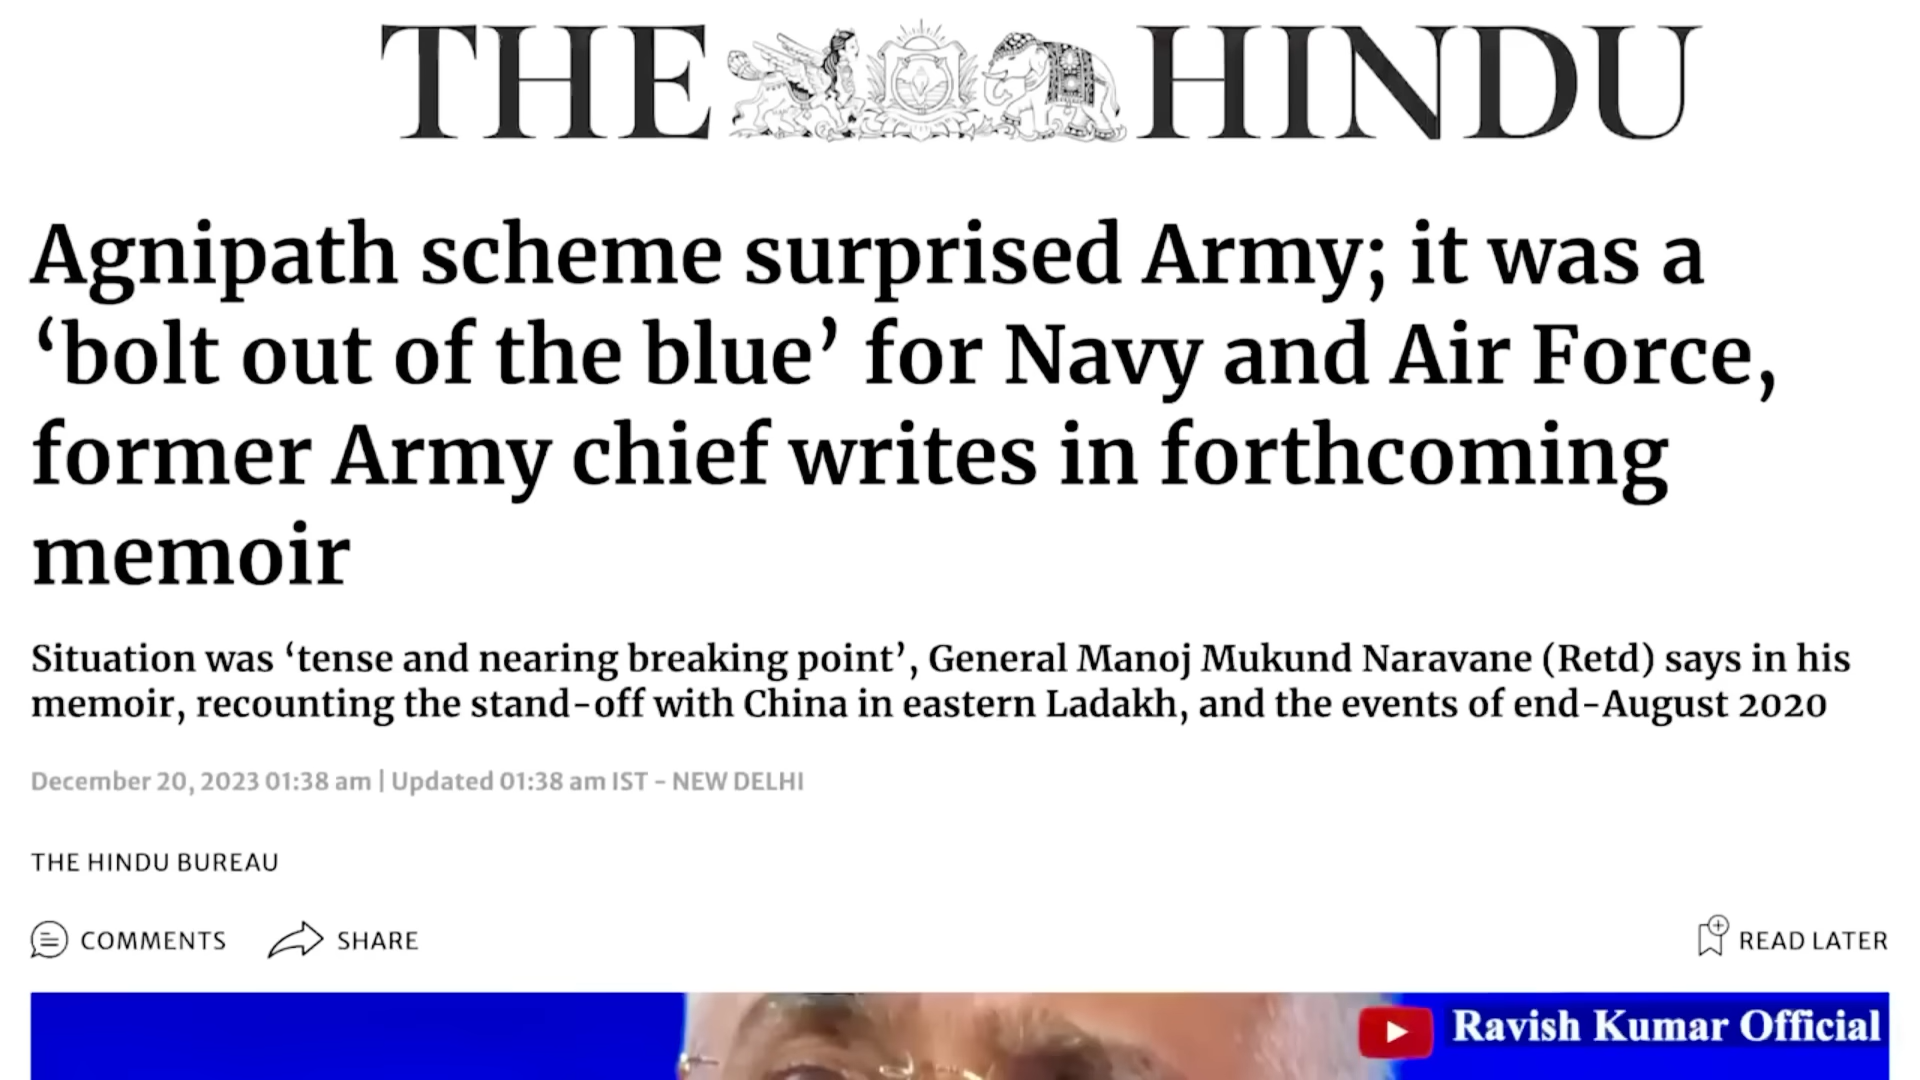 THE HINDU
Agnipath scheme surprised Army; it was a
‘bolt out of the blue’ for Navy and Air Force,
former Army chief writes in forthcoming
memoir
Situation was ‘tense and nearing breaking point’, General Manoj Mukund Naravane (Retd) says in his
memoir, recounting the stand-off with China in eastern Ladakh, and the events of end-August 2020
December 20, 2023 01:38 am | Updated 01:38 am IST - NEW DELHI
THE HINDU BUREAU
COMMENTS SHARE READ LATER
Ravish Kumar Official